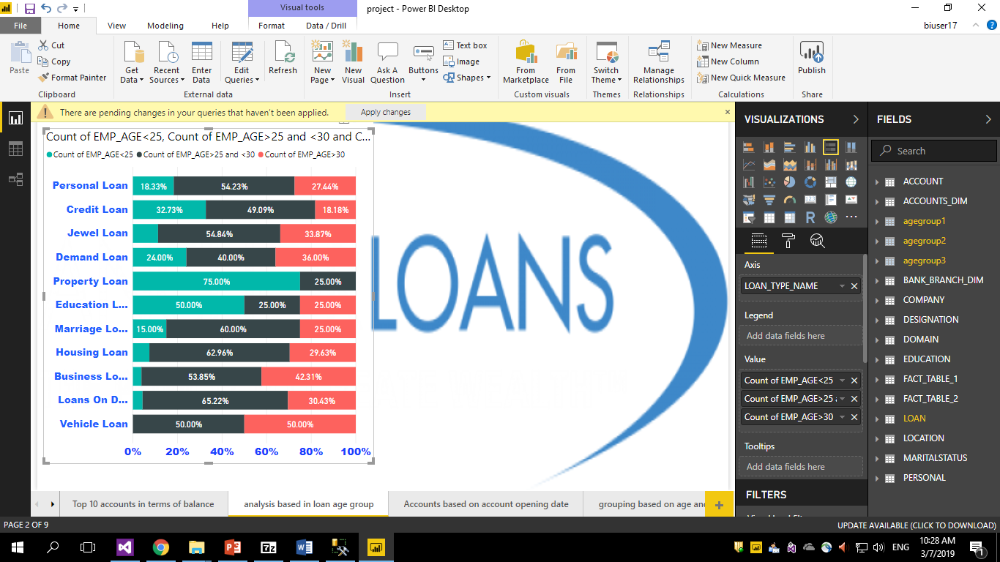 Visual tools
project - Power BI Desktop
File
Home
View
Modeling
Help
Format
Data / Drill
biuser17
Paste
Cut
Copy
Format Painter
Clipboard
Get Data
Recent Sources
Enter Data
Edit Queries
Refresh
External data
New Page
New Visual
Ask A Question
Buttons
Text box
Image
Shapes
Insert
From Marketplace
From File
Custom visuals
Switch Theme
Themes
Manage Relationships
Relationships
New Measure
New Column
New Quick Measure
Calculations
Publish
Share
There are pending changes in your queries that haven't been applied.
Apply changes
Count of EMP_AGE<25, Count of EMP_AGE>25 and <30 and C...
Count of EMP_AGE<25 Count of EMP_AGE>25 and <30 Count of EMP_AGE>30
Personal Loan 18.33% 54.23% 27.44%
Credit Loan 32.73% 49.09% 18.18%
Jewel Loan 54.84% 33.87%
Demand Loan 24.00% 40.00% 36.00%
Property Loan 75.00% 25.00%
Education L... 50.00% 25.00% 25.00%
Marriage Lo... 15.00% 60.00% 25.00%
Housing Loan 62.96% 29.63%
Business Lo... 53.85% 42.31%
Loans On D... 65.22% 30.43%
Vehicle Loan 50.00% 50.00%
0% 20% 40% 60% 80% 100%
LOANS
VISUALIZATIONS
R
Axis
LOAN_TYPE_NAME
Legend
Add data fields here
Value
Count of EMP_AGE<25
Count of EMP_AGE>25
Count of EMP_AGE>30
Tooltips
Add data fields here
FILTERS
FIELDS
Search
ACCOUNT
ACCOUNTS_DIM
agegroup1
agegroup2
agegroup3
BANK_BRANCH_DIM
COMPANY
DESIGNATION
DOMAIN
EDUCATION
FACT_TABLE_1
FACT_TABLE_2
LOAN
LOCATION
MARITALSTATUS
PERSONAL
Top 10 accounts in terms of balance
analysis based in loan age group
Accounts based on account opening date
grouping based on age an
PAGE 2 OF 9
UPDATE AVAILABLE (CLICK TO DOWNLOAD)
ENG
10:28 AM
3/7/2019
1